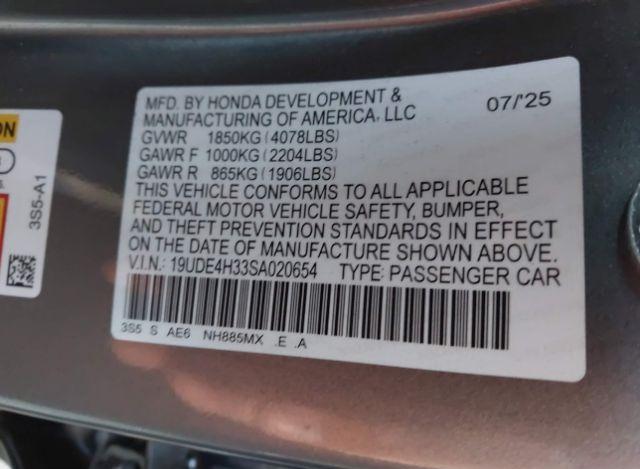 ON
3S5-A1
MFD. BY HONDA DEVELOPMENT &
MANUFACTURING OF AMERICA, LLC 07/'25
GVWR 1850KG (4078LBS)
GAWR F 1000KG (2204LBS)
GAWR R 865KG (1906LBS)
THIS VEHICLE CONFORMS TO ALL APPLICABLE
FEDERAL MOTOR VEHICLE SAFETY, BUMPER,
AND THEFT PREVENTION STANDARDS IN EFFECT
ON THE DATE OF MANUFACTURE SHOWN ABOVE.
V.I.N.: 19UDE4H33SA020654 TYPE: PASSENGER CAR
3S5 S AE6 NH885MX .E .A